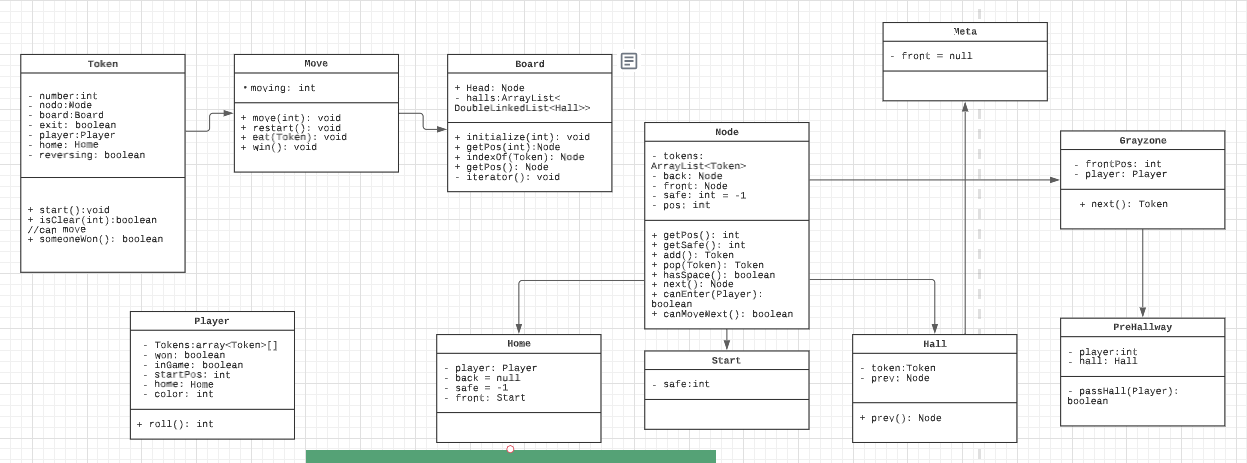 Token
- number:int
- nodo:Node
- board:Board
- exit: boolean
- player:Player
- home: Home
- reversing: boolean
+ start():void
+ isClear(int):boolean
//can move
+ someoneWon(): boolean
Move
* moving: int
+ move(int): void
+ restart(): void
+ eat(Token): void
+ win(): void
Board
+ Head: Node
- halls:ArrayList<
DoubleLinkedList<Hall>>
+ initialize(int): void
+ getPos(int):Node
+ indexOf(Token): Node
+ getPos(): Node
- iterator(): void
Node
- tokens:
ArrayList<Token>
- back: Node
- front: Node
- safe: int = -1
- pos: int
+ getPos(): int
+ getSafe(): int
+ add(): Token
+ pop(Token): Token
+ hasSpace(): boolean
+ next(): Node
+ canEnter(Player):
boolean
+ canMoveNext(): boolean
Meta
- front = null
Grayzone
- frontPos: int
- player: Player
+ next(): Token
Player
- Tokens:array<Token>[]
- won: boolean
- inGame: boolean
- startPos: int
- home: Home
- color: int
+ roll(): int
Home
- player: Player
- back = null
- safe = -1
- front: Start
Start
- safe:int
Hall
- token:Token
- prev: Node
+ prev(): Node
PreHallway
- player:int
- hall: Hall
- passHall(Player):
boolean